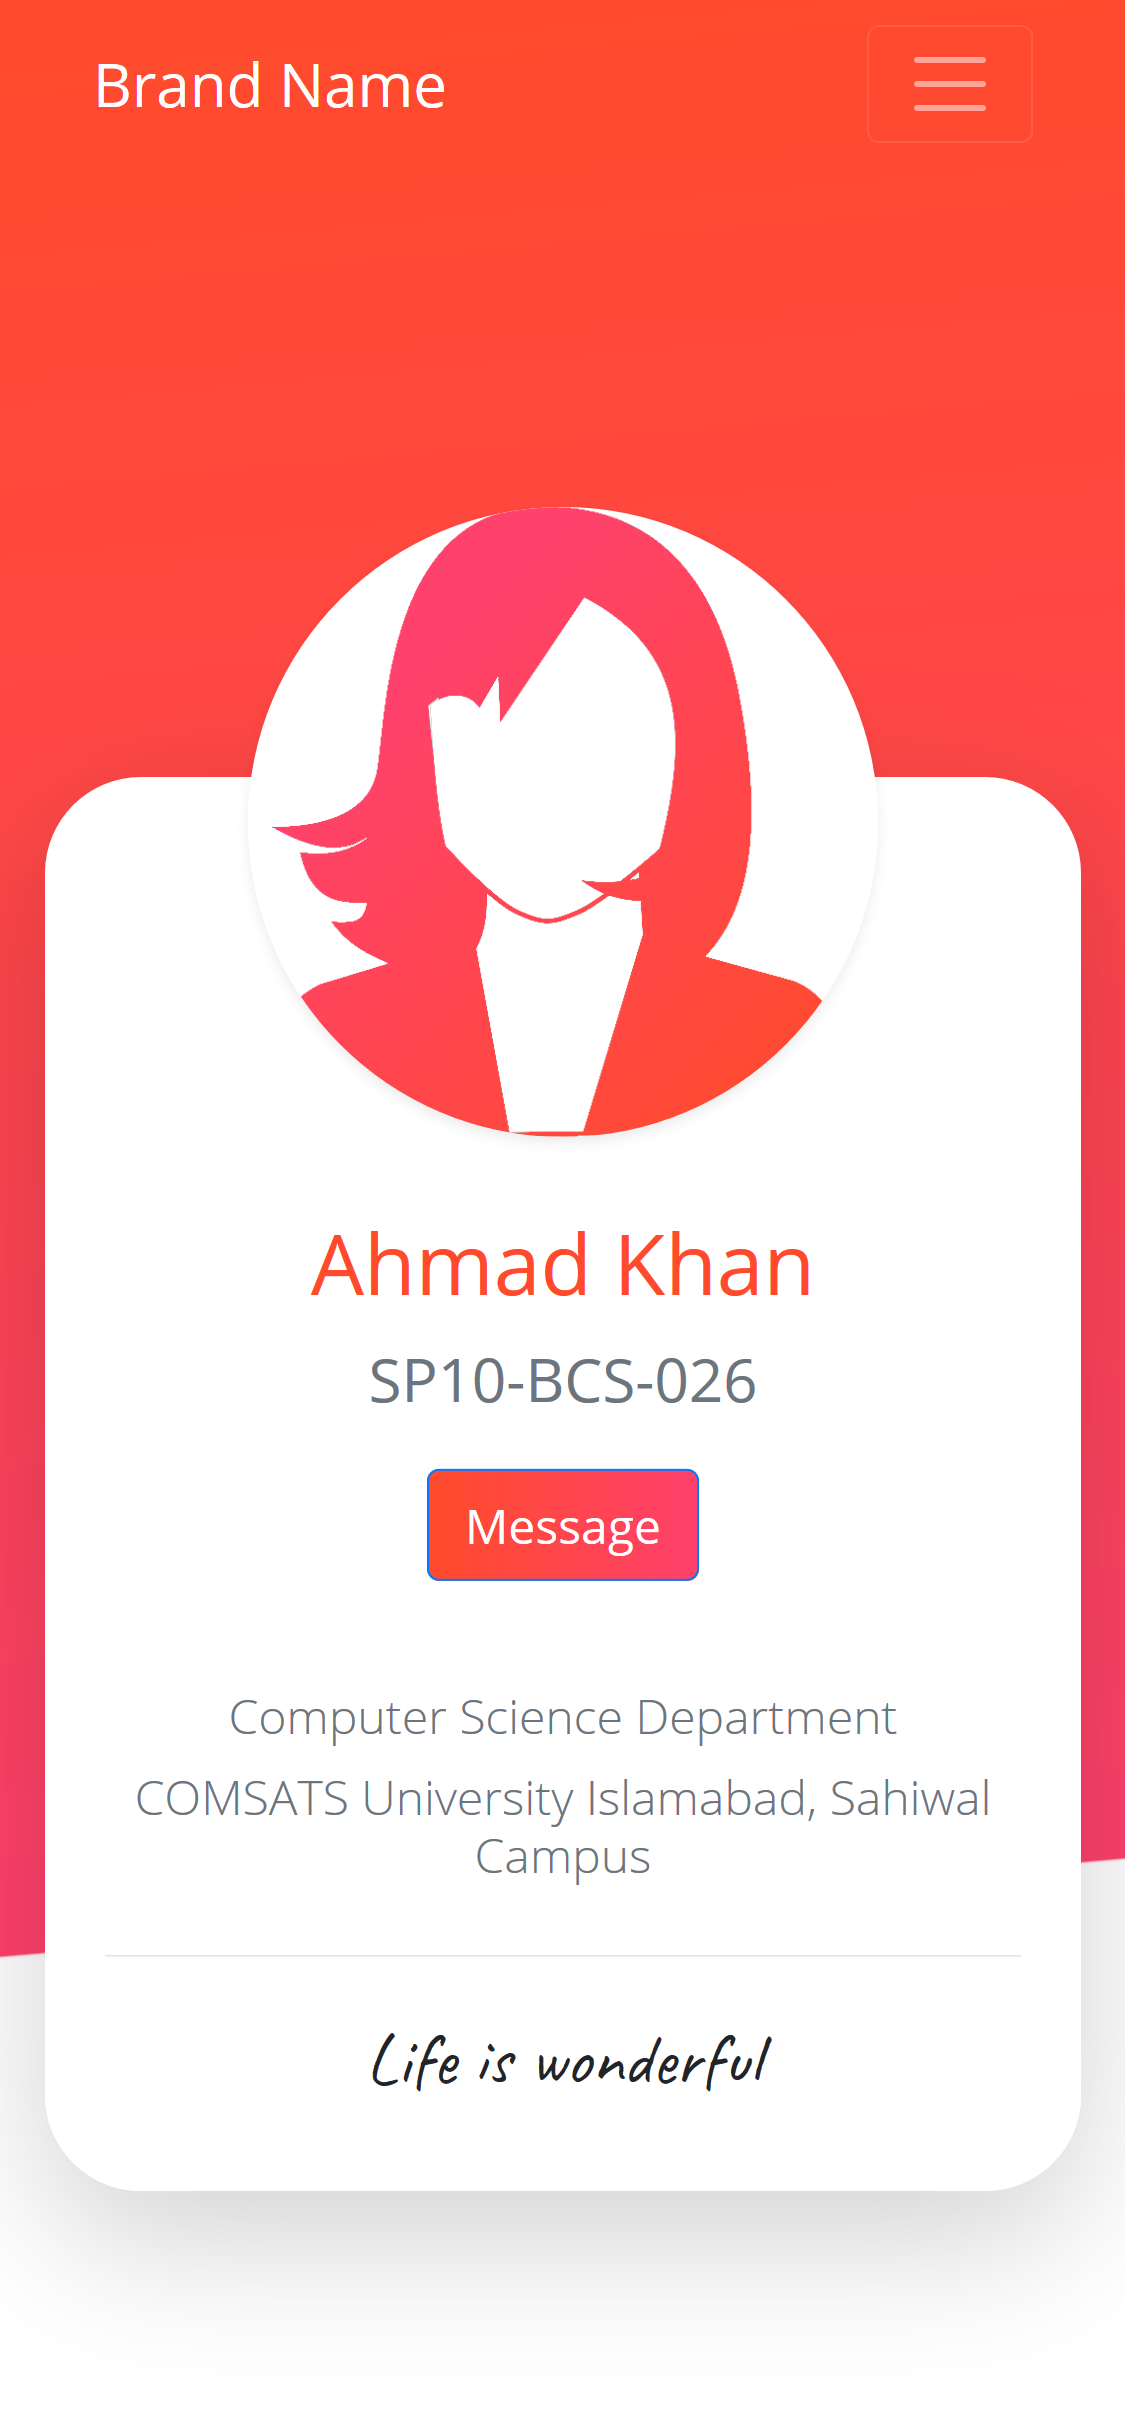 Brand Name
Ahmad Khan
SP10-BCS-026
Message
Computer Science Department
COMSATS University Islamabad, Sahiwal
Campus
Life is wonderful